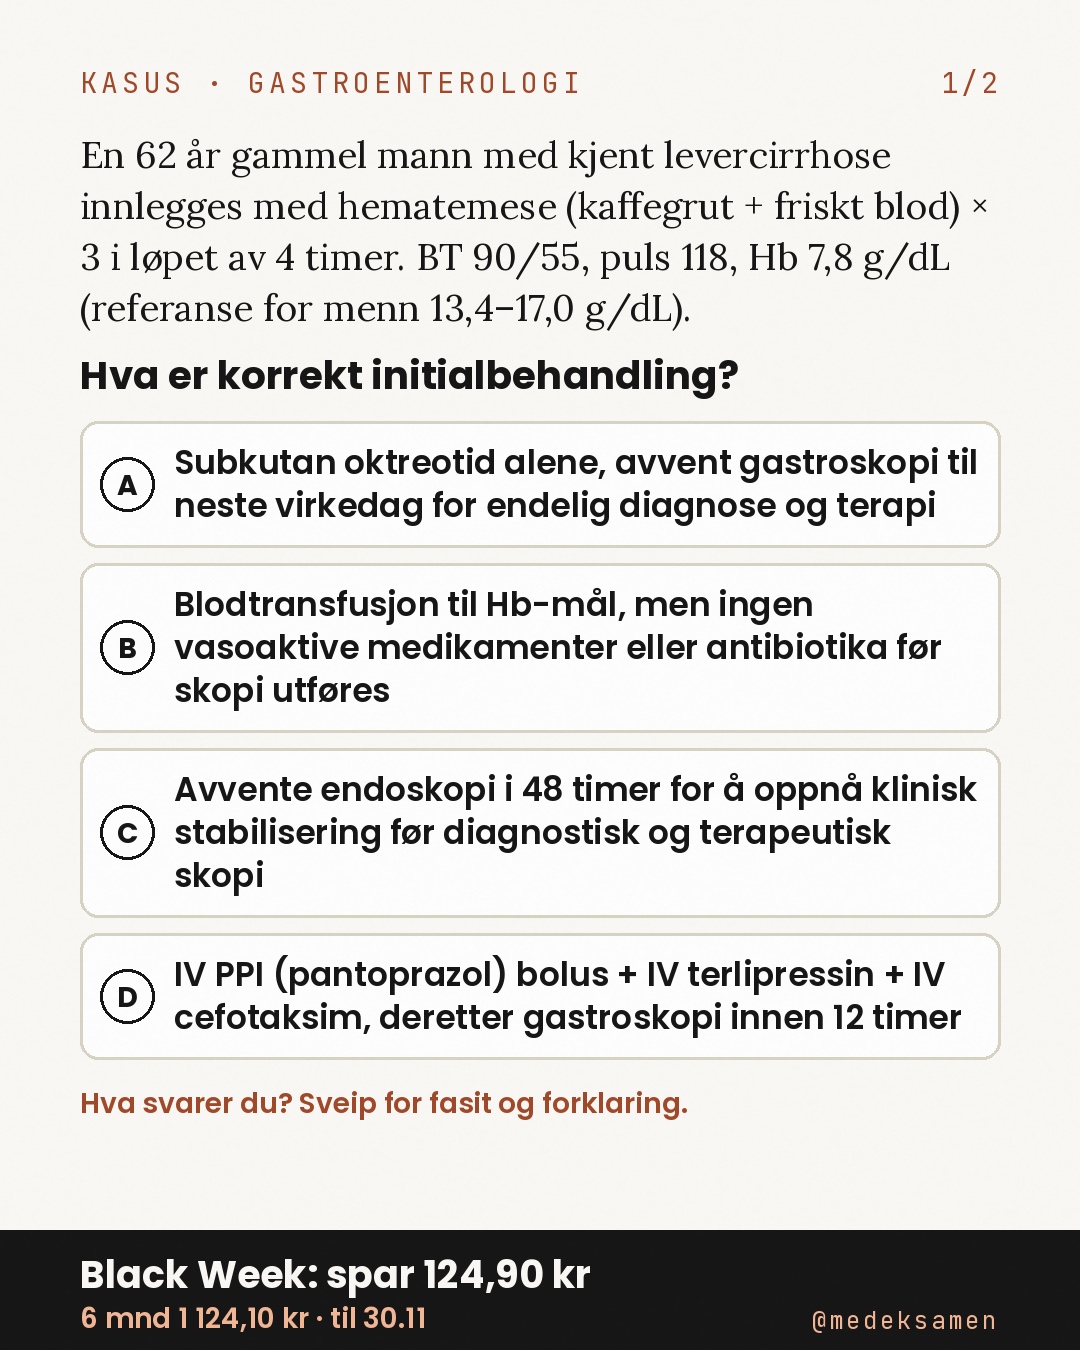 KASUS · GASTROENTEROLOGI 1/2
En 62 år gammel mann med kjent levercirrhose
innlegges med hematemese (kaffegrut + friskt blod) ×
3 i løpet av 4 timer. BT 90/55, puls 118, Hb 7,8 g/dL
(referanse for menn 13,4–17,0 g/dL).
Hva er korrekt initialbehandling?
A Subkutan oktreotid alene, avvent gastroskopi til
neste virkedag for endelig diagnose og terapi
B Blodtransfusjon til Hb-mål, men ingen
vasoaktive medikamenter eller antibiotika før
skopi utføres
C Avvente endoskopi i 48 timer for å oppnå klinisk
stabilisering før diagnostisk og terapeutisk
skopi
D IV PPI (pantoprazol) bolus + IV terlipressin + IV
cefotaksim, deretter gastroskopi innen 12 timer
Hva svarer du? Sveip for fasit og forklaring.
Black Week: spar 124,90 kr
6 mnd 1 124,10 kr · til 30.11
@medeksamen